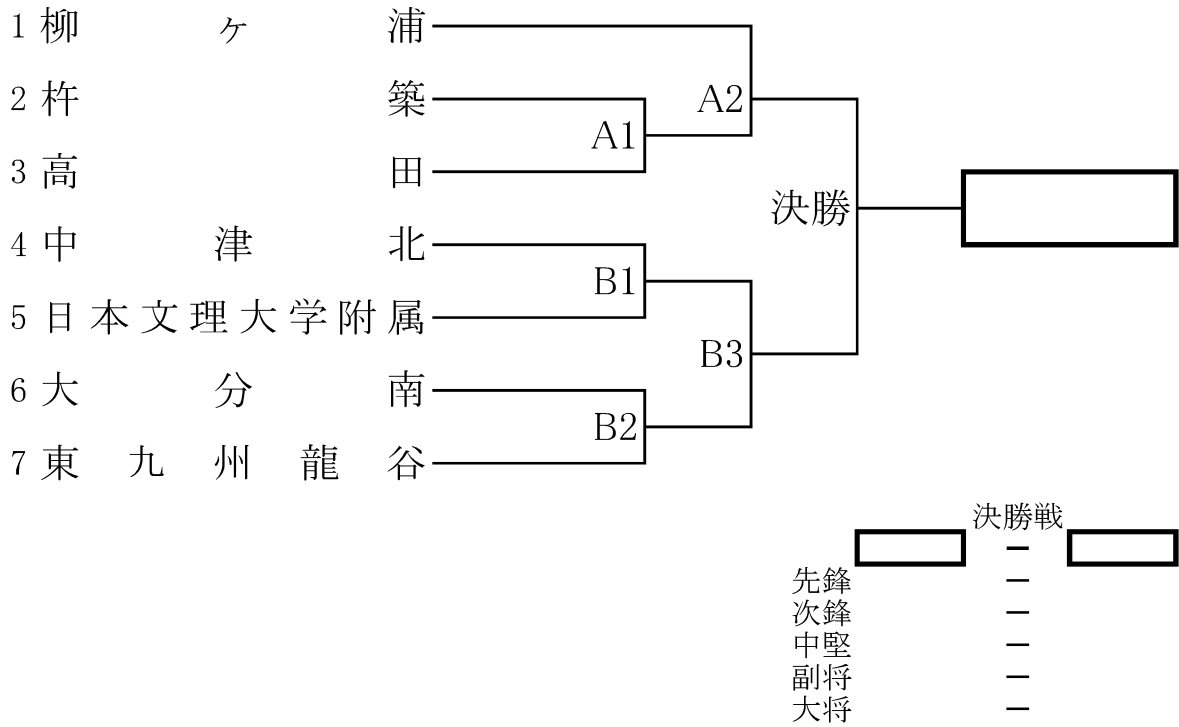 1 柳ヶ浦
A2
2 杵築
A1
3 高田
決勝
4 中津北
B1
5 日本文理大学附属
B3
6 大分南
B2
7 東九州龍谷
決勝戦
ー
先鋒 ー
次鋒 ー
中堅 ー
副将 ー
大将 ー